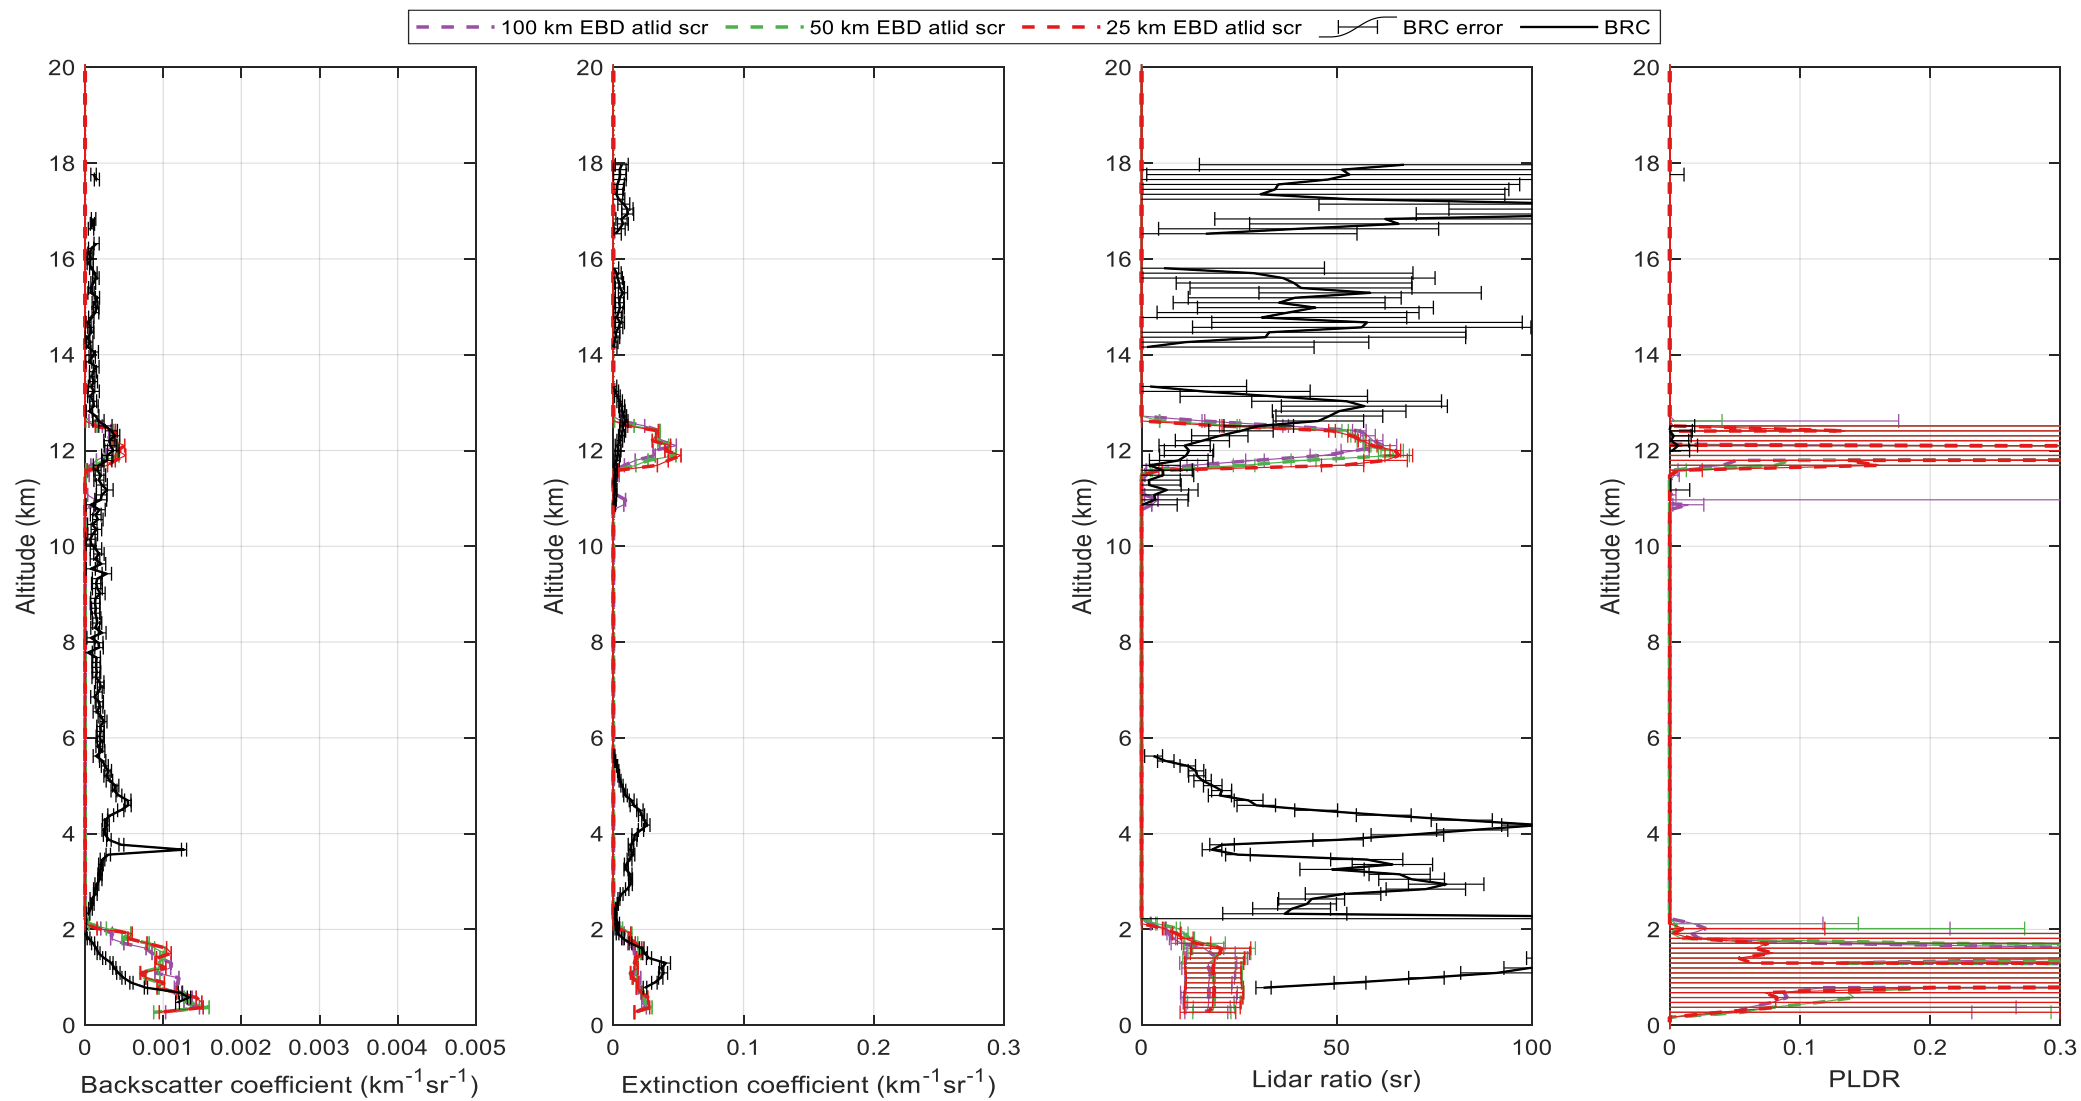 100 km EBD atlid scr 50 km EBD atlid scr 25 km EBD atlid scr BRC error BRC
20 20 20 20
18 18 18 18
16 16 16 16
14 14 14 14
12 12 12 12
10 10 10 10
8 8 8 8
6 6 6 6
4 4 4 4
2 2 2 2
0 0 0 0
Altitude (km) Altitude (km) Altitude (km) Altitude (km)
0 0.001 0.002 0.003 0.004 0.005 0 0.1 0.2 0.3 0 50 100 0 0.1 0.2 0.3
Backscatter coefficient (km⁻¹sr⁻¹) Extinction coefficient (km⁻¹sr⁻¹) Lidar ratio (sr) PLDR